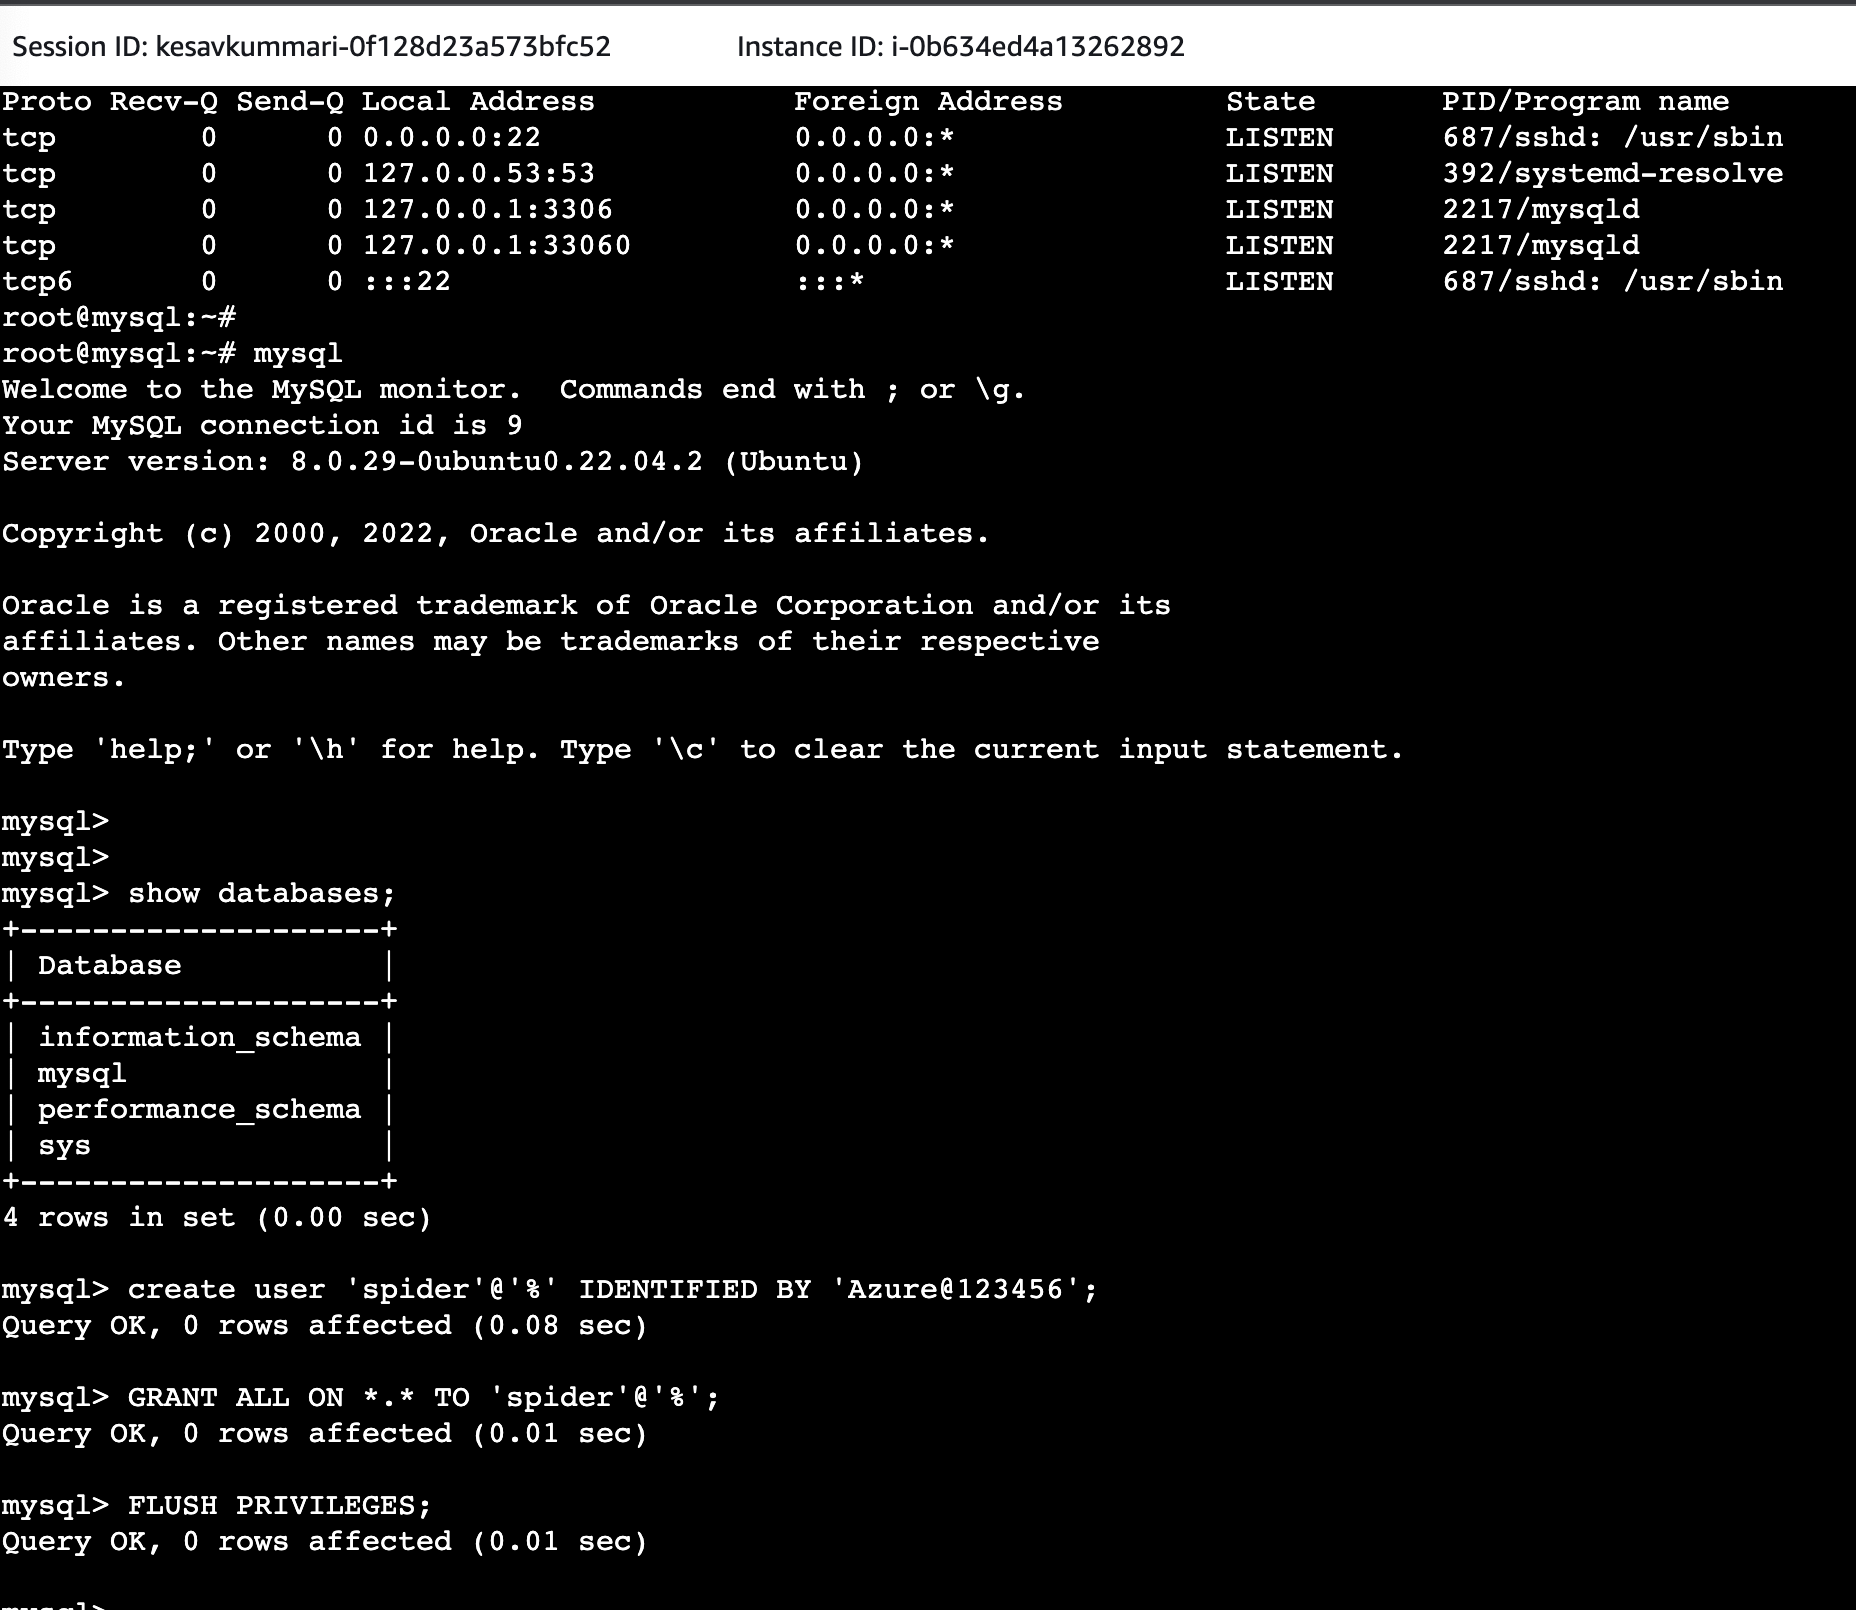 Session ID: kesavkummari-0f128d23a573bfc52 Instance ID: i-0b634ed4a13262892
Proto Recv-Q Send-Q Local Address           Foreign Address         State       PID/Program name
tcp        0      0 0.0.0.0:22              0.0.0.0:*               LISTEN      687/sshd: /usr/sbin
tcp        0      0 127.0.0.53:53           0.0.0.0:*               LISTEN      392/systemd-resolve
tcp        0      0 127.0.0.1:3306          0.0.0.0:*               LISTEN      2217/mysqld
tcp        0      0 127.0.0.1:33060         0.0.0.0:*               LISTEN      2217/mysqld
tcp6       0      0 :::22                   :::*                    LISTEN      687/sshd: /usr/sbin
root@mysql:~#
root@mysql:~# mysql
Welcome to the MySQL monitor.  Commands end with ; or \g.
Your MySQL connection id is 9
Server version: 8.0.29-0ubuntu0.22.04.2 (Ubuntu)

Copyright (c) 2000, 2022, Oracle and/or its affiliates.

Oracle is a registered trademark of Oracle Corporation and/or its
affiliates. Other names may be trademarks of their respective
owners.

Type 'help;' or '\h' for help. Type '\c' to clear the current input statement.

mysql>
mysql>
mysql> show databases;
+--------------------+
| Database           |
+--------------------+
| information_schema |
| mysql              |
| performance_schema |
| sys                |
+--------------------+
4 rows in set (0.00 sec)

mysql> create user 'spider'@'%' IDENTIFIED BY 'Azure@123456';
Query OK, 0 rows affected (0.08 sec)

mysql> GRANT ALL ON *.* TO 'spider'@'%';
Query OK, 0 rows affected (0.01 sec)

mysql> FLUSH PRIVILEGES;
Query OK, 0 rows affected (0.01 sec)

mysql>